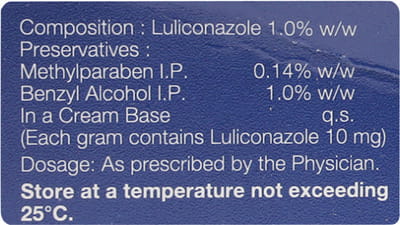 Composition : Luliconazole 1.0% w/w
Preservatives :
Methylparaben I.P. 0.14% w/w
Benzyl Alcohol I.P. 1.0% w/w
In a Cream Base q.s.
(Each gram contains Luliconazole 10 mg)
Dosage: As prescribed by the Physician.
Store at a temperature not exceeding
25°C.